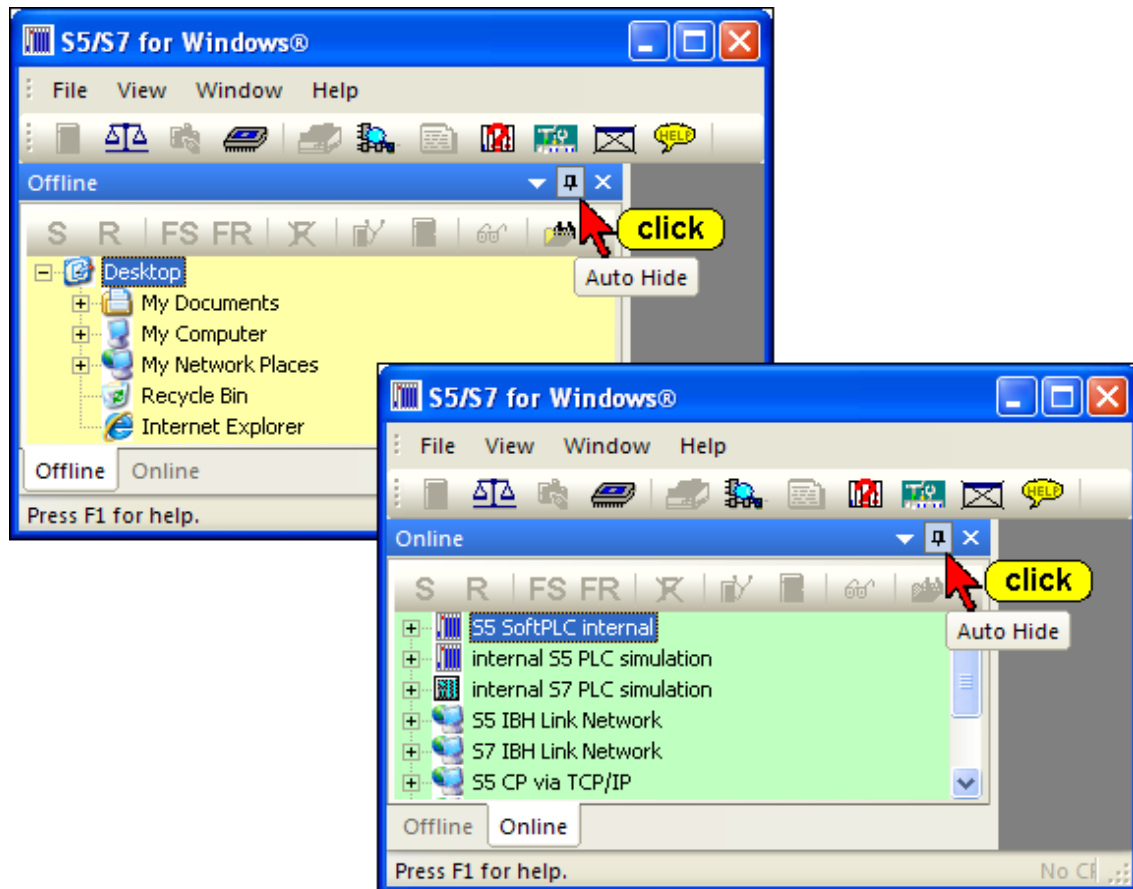 S5/S7 for Windows®
File View Window Help
HELP
Offline
S R FS FR
click
Auto Hide
Desktop
My Documents
My Computer
My Network Places
Recycle Bin
Internet Explorer
Offline Online
Press F1 for help.
S5/S7 for Windows®
File View Window Help
HELP
Online
S R FS FR
click
Auto Hide
S5 SoftPLC internal
internal S5 PLC simulation
internal S7 PLC simulation
S5 IBH Link Network
S7 IBH Link Network
S5 CP via TCP/IP
Offline Online
Press F1 for help. No